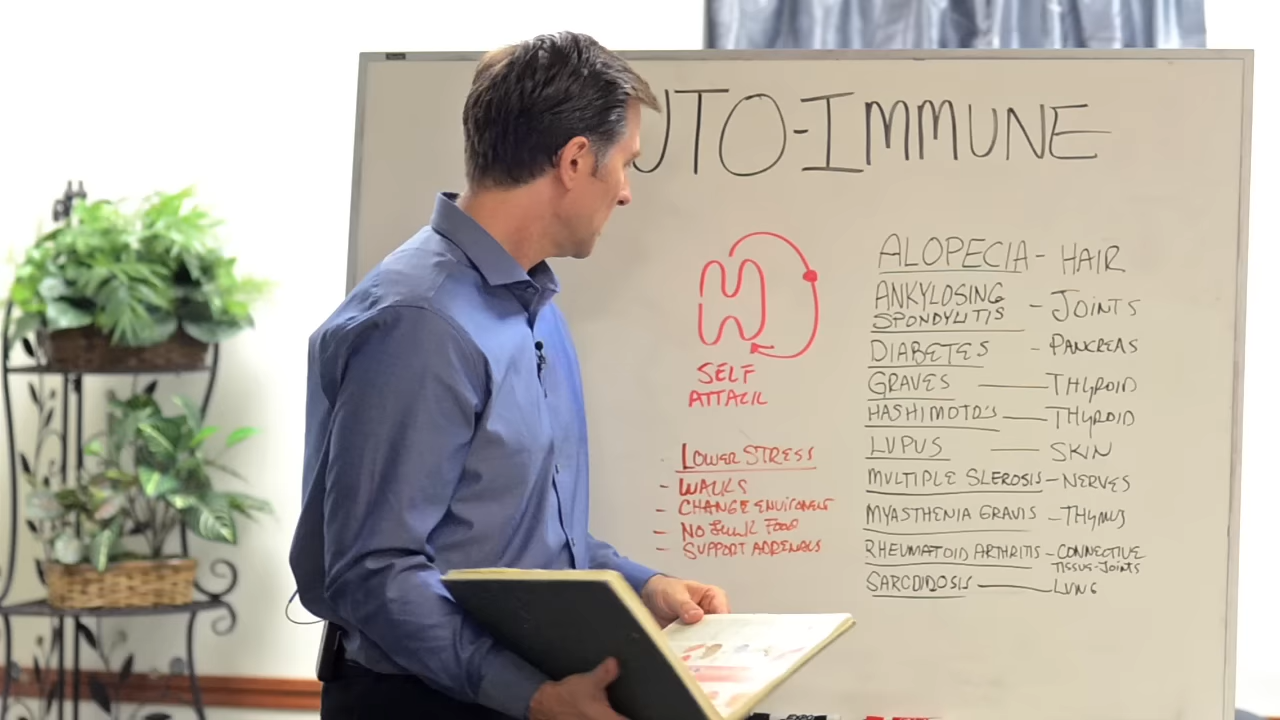 UTO-IMMUNE
SELF
ATTACK
LOWER STRESS
- WALKS
- CHANGE ENVIRONENT
- NO JUNK FOOD
- SUPPORT ADRENALS
ALOPECIA - HAIR
ANKYLOSING
SPONDYLITIS - JOINTS
DIABETES - PANCREAS
GRAVES — THYROID
HASHIMOTO'S — THYROID
LUPUS — SKIN
MULTIPLE SLEROSIS - NERVES
MYASTHENIA GRAVIS - THYMUS
RHEUMATOID ARTHRITIS - CONNECTIVE
TISSUE-JOINTS
SARCOIDOSIS — LUNG
EXPO